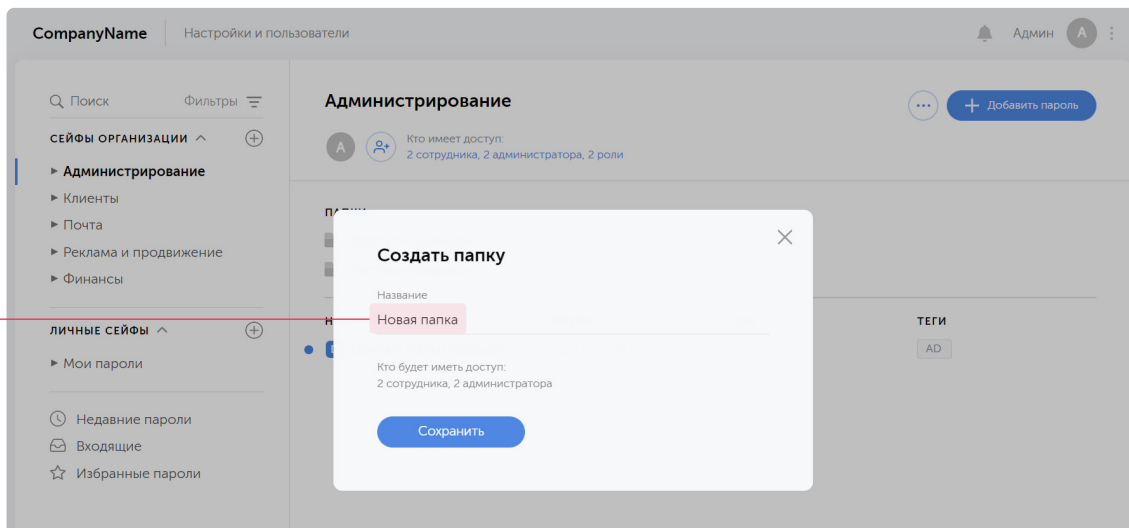 CompanyName Настройки и пользователи Админ A
Поиск Фильтры
СЕЙФЫ ОРГАНИЗАЦИИ
Администрирование
Клиенты
Почта
Реклама и продвижение
Финансы
ЛИЧНЫЕ СЕЙФЫ
Мои пароли
Недавние пароли
Входящие
Избранные пароли
Администрирование
Добавить пароль
A
Кто имеет доступ:
2 сотрудника, 2 администратора, 2 роли
ТЕГИ
AD
Создать папку
Название
Новая папка
Кто будет иметь доступ:
2 сотрудника, 2 администратора
Сохранить